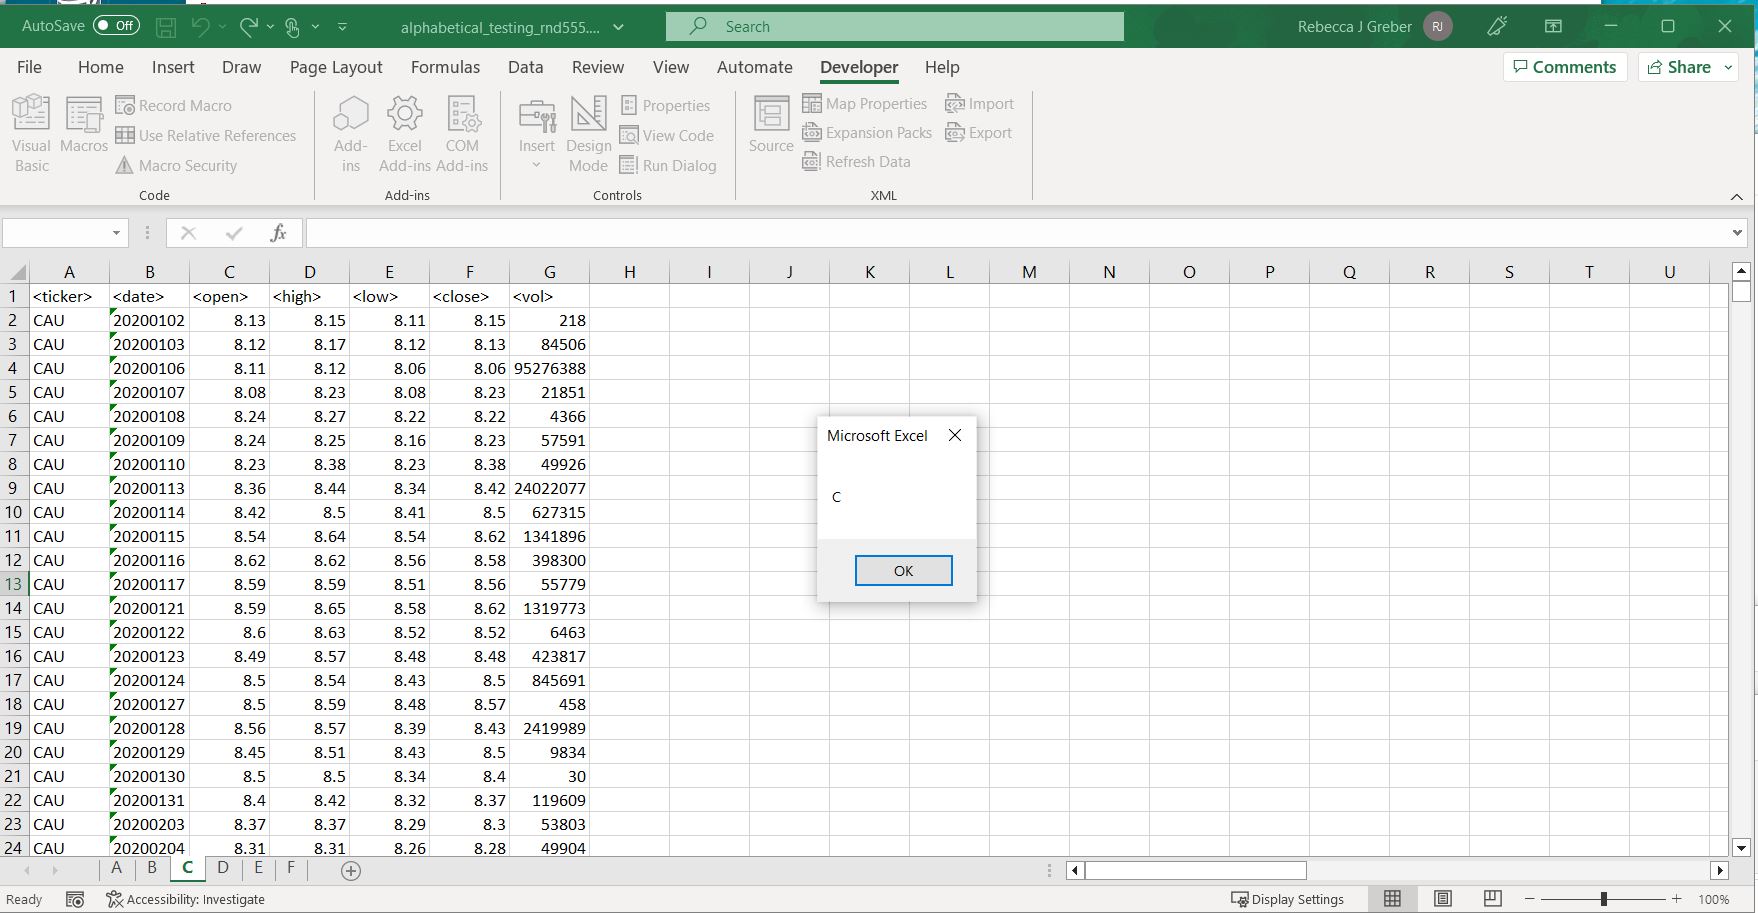 AutoSave Off alphabetical_testing_rnd555.... Search Rebecca J Greber RJ
File Home Insert Draw Page Layout Formulas Data Review View Automate Developer Help Comments Share
Record Macro Properties Map Properties Import
Use Relative References View Code Expansion Packs Export
Visual Basic Macros Add-ins Excel Add-ins COM Add-ins Insert Design Mode Source
Macro Security Run Dialog Refresh Data
Code Add-ins Controls XML
fx
A B C D E F G H I J K L M N O P Q R S T U
1 <ticker> <date> <open> <high> <low> <close> <vol>
2 CAU 20200102 8.13 8.15 8.11 8.15 218
3 CAU 20200103 8.12 8.17 8.12 8.13 84506
4 CAU 20200106 8.11 8.12 8.06 8.06 95276388
5 CAU 20200107 8.08 8.23 8.08 8.23 21851
6 CAU 20200108 8.24 8.27 8.22 8.22 4366
7 CAU 20200109 8.24 8.25 8.16 8.23 57591
8 CAU 20200110 8.23 8.38 8.23 8.38 49926
9 CAU 20200113 8.36 8.44 8.34 8.42 24022077
10 CAU 20200114 8.42 8.5 8.41 8.5 627315
11 CAU 20200115 8.54 8.64 8.54 8.62 1341896
12 CAU 20200116 8.62 8.62 8.56 8.58 398300
13 CAU 20200117 8.59 8.59 8.51 8.56 55779
14 CAU 20200121 8.59 8.65 8.58 8.62 1319773
15 CAU 20200122 8.6 8.63 8.52 8.52 6463
16 CAU 20200123 8.49 8.57 8.48 8.48 423817
17 CAU 20200124 8.5 8.54 8.43 8.5 845691
18 CAU 20200127 8.5 8.59 8.48 8.57 458
19 CAU 20200128 8.56 8.57 8.39 8.43 2419989
20 CAU 20200129 8.45 8.51 8.43 8.5 9834
21 CAU 20200130 8.5 8.5 8.34 8.4 30
22 CAU 20200131 8.4 8.42 8.32 8.37 119609
23 CAU 20200203 8.37 8.37 8.29 8.3 53803
24 CAU 20200204 8.31 8.31 8.26 8.28 49904
Microsoft Excel
C
OK
A B C D E F
Ready Accessibility: Investigate Display Settings 100%